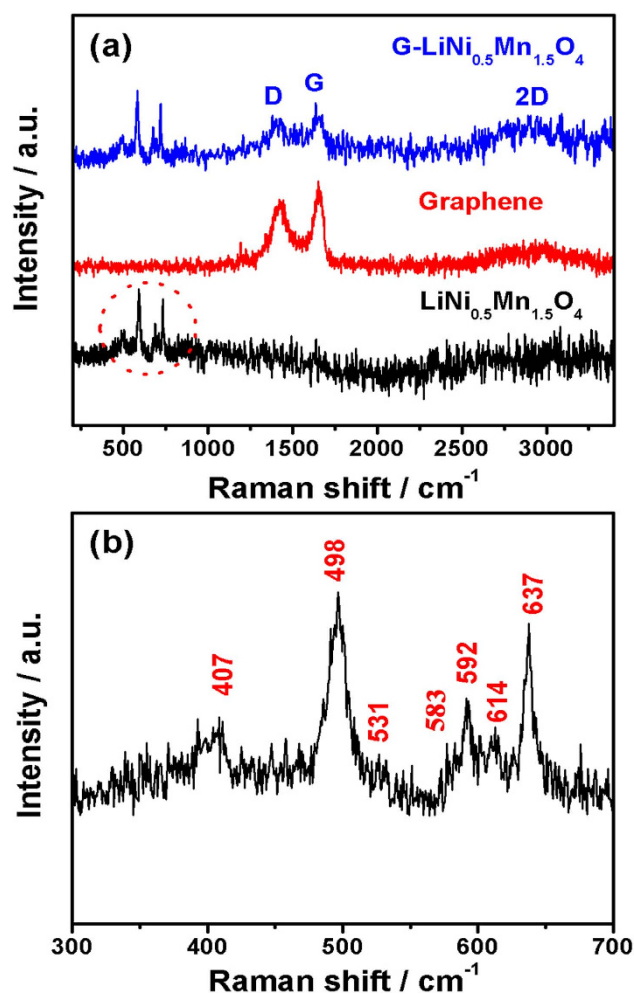 (a)
G-LiNi₀.₅Mn₁.₅O₄
D G 2D
Graphene
LiNi₀.₅Mn₁.₅O₄
Intensity / a.u.
500 1000 1500 2000 2500 3000
Raman shift / cm⁻¹
(b)
407 498 531 583 592 614 637
Intensity / a.u.
300 400 500 600 700
Raman shift / cm⁻¹